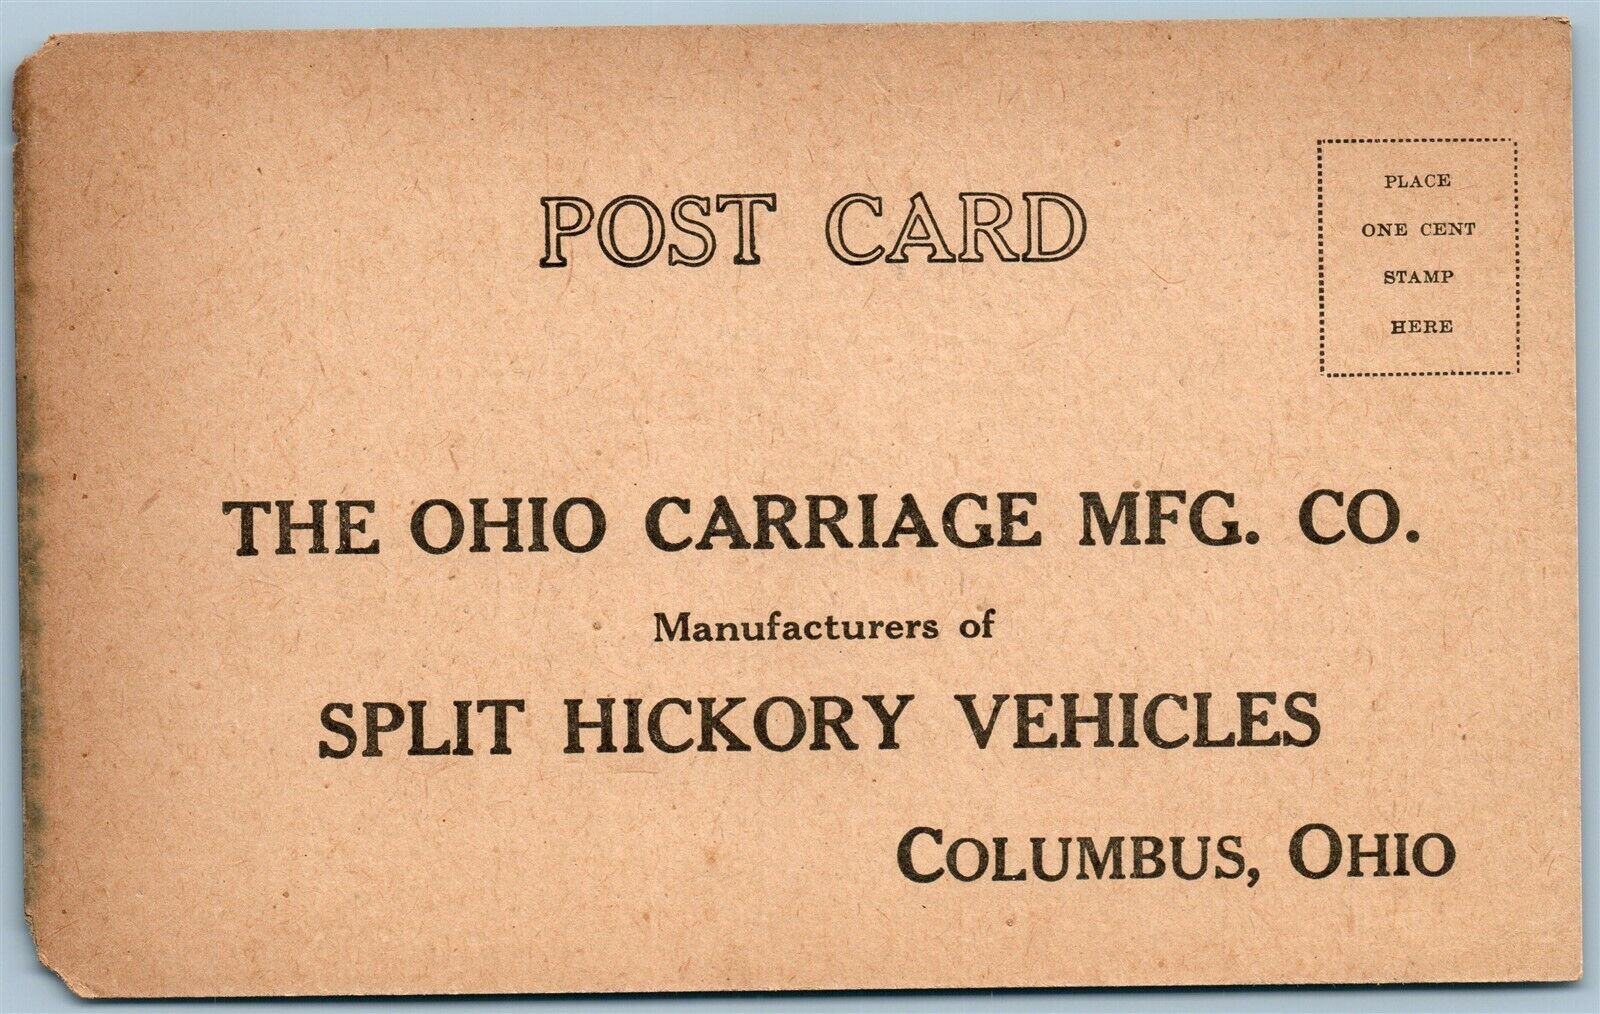 POST CARD
PLACE
ONE CENT
STAMP
HERE
THE OHIO CARRIAGE MFG. CO.
Manufacturers of
SPLIT HICKORY VEHICLES
COLUMBUS, OHIO